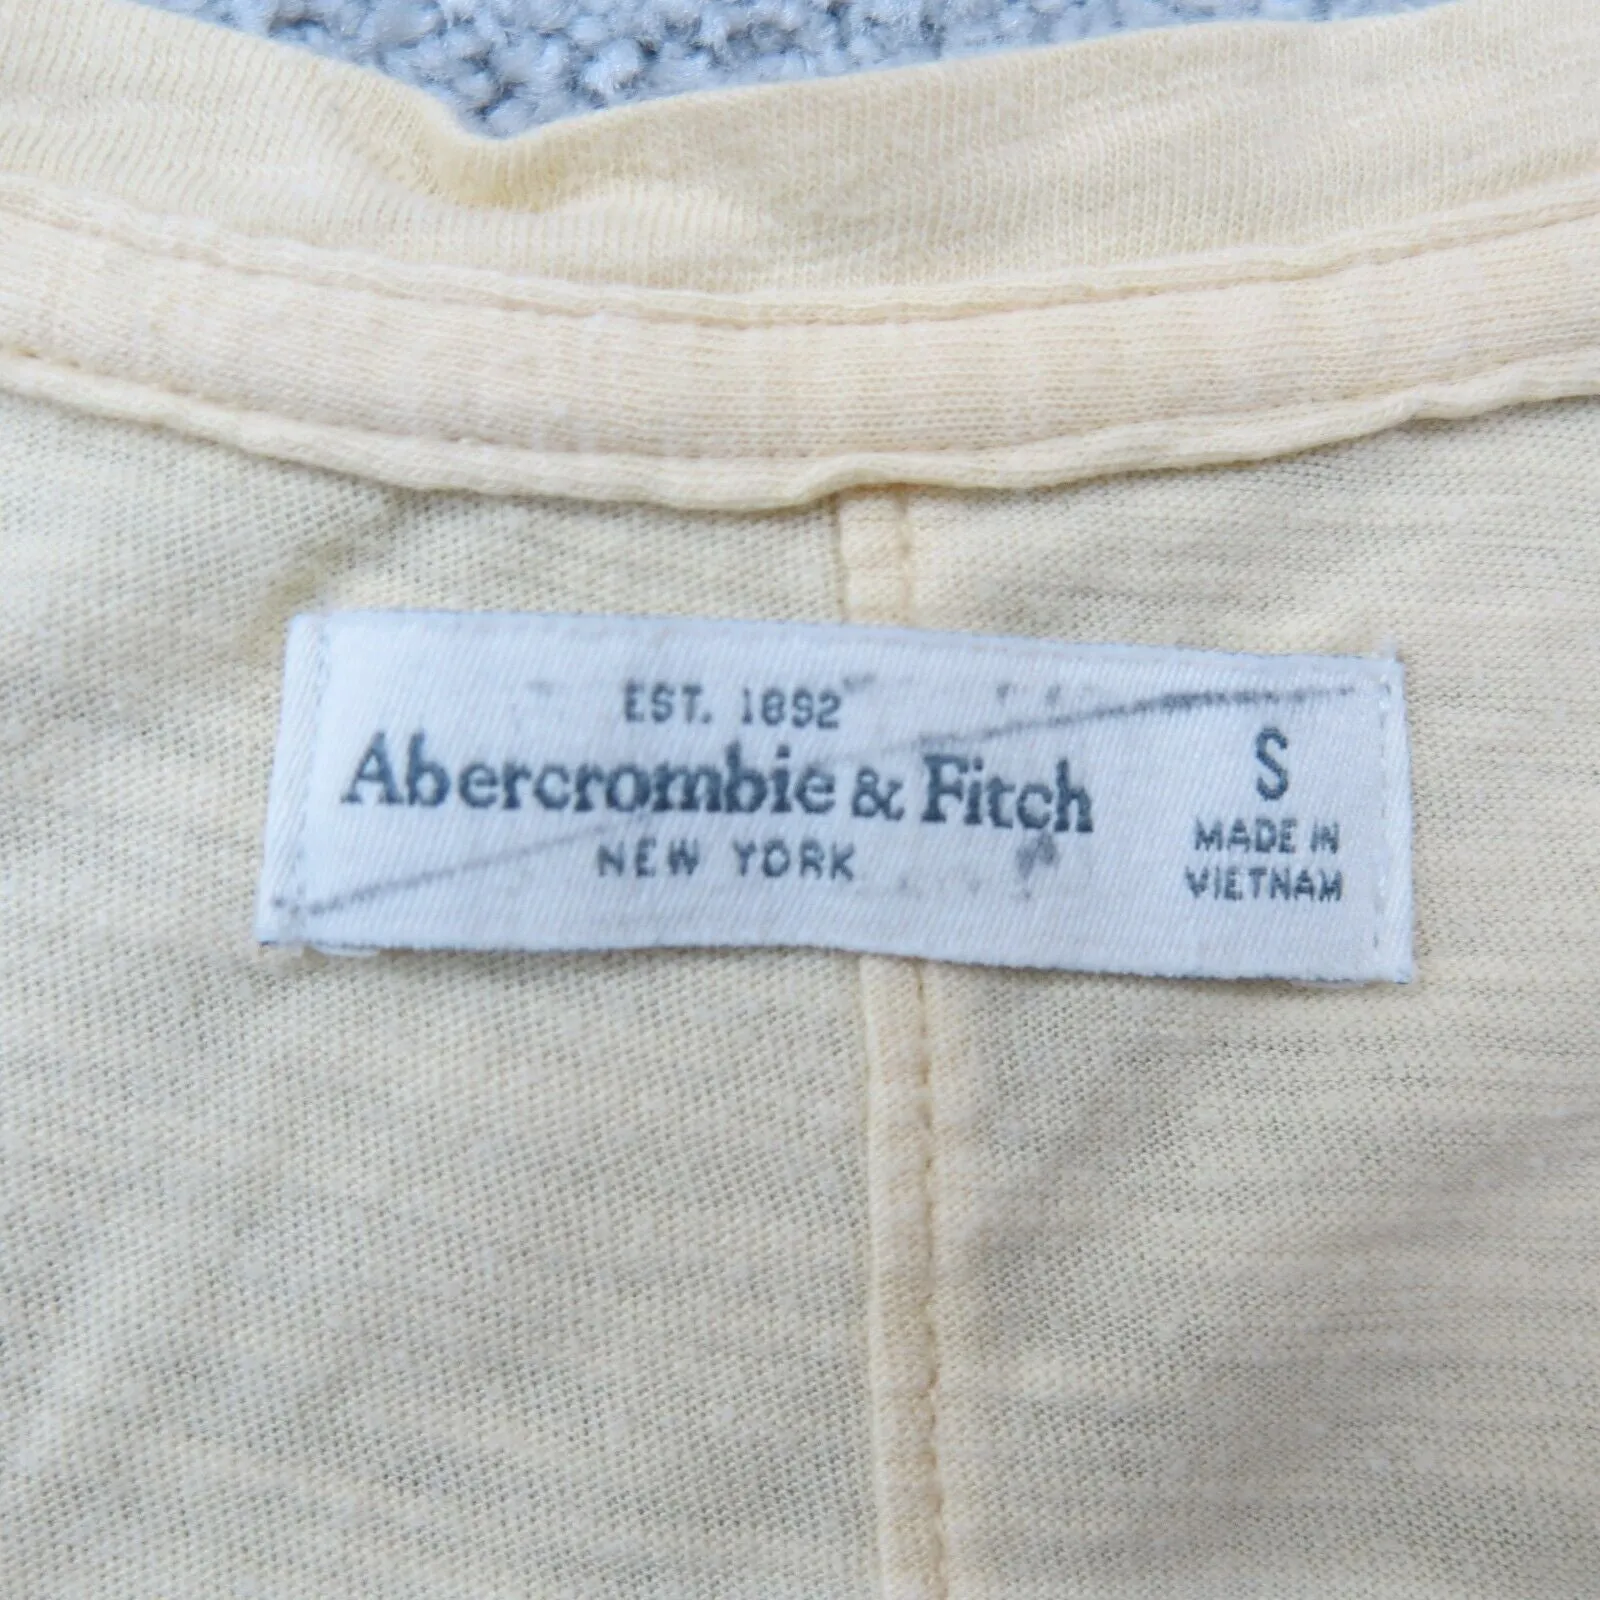 EST. 1892
Abercrombie & Fitch
NEW YORK
S
MADE IN
VIETNAM